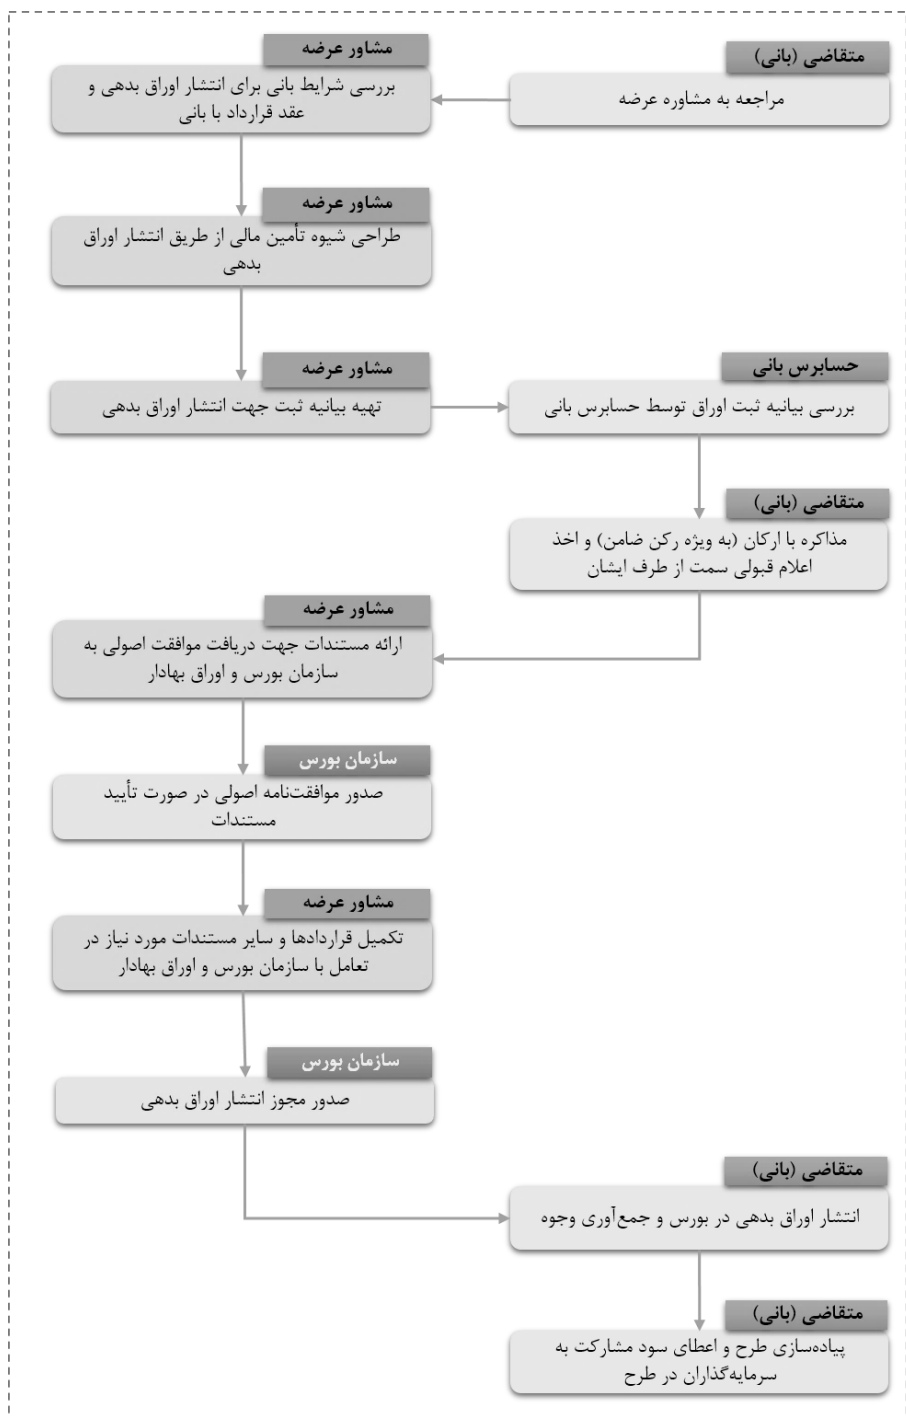 متقاضی (بانی)
مراجعه به مشاوره عرضه
مشاور عرضه
بررسی شرایط بانی برای انتشار اوراق بدهی و
عقد قرارداد با بانی
مشاور عرضه
طراحی شیوه تأمین مالی از طریق انتشار اوراق
بدهی
مشاور عرضه
تهیه بیانیه ثبت جهت انتشار اوراق بدهی
حسابرس بانی
بررسی بیانیه ثبت اوراق توسط حسابرس بانی
متقاضی (بانی)
مذاکره با ارکان (به ویژه رکن ضامن) و اخذ
اعلام قبولی سمت از طرف ایشان
مشاور عرضه
ارائه مستندات جهت دریافت موافقت اصولی به
سازمان بورس و اوراق بهادار
سازمان بورس
صدور موافقت‌نامه اصولی در صورت تأیید
مستندات
مشاور عرضه
تکمیل قراردادها و سایر مستندات مورد نیاز در
تعامل با سازمان بورس و اوراق بهادار
سازمان بورس
صدور مجوز انتشار اوراق بدهی
متقاضی (بانی)
انتشار اوراق بدهی در بورس و جمع‌آوری وجوه
متقاضی (بانی)
پیاده‌سازی طرح و اعطای سود مشارکت به
سرمایه‌گذاران در طرح